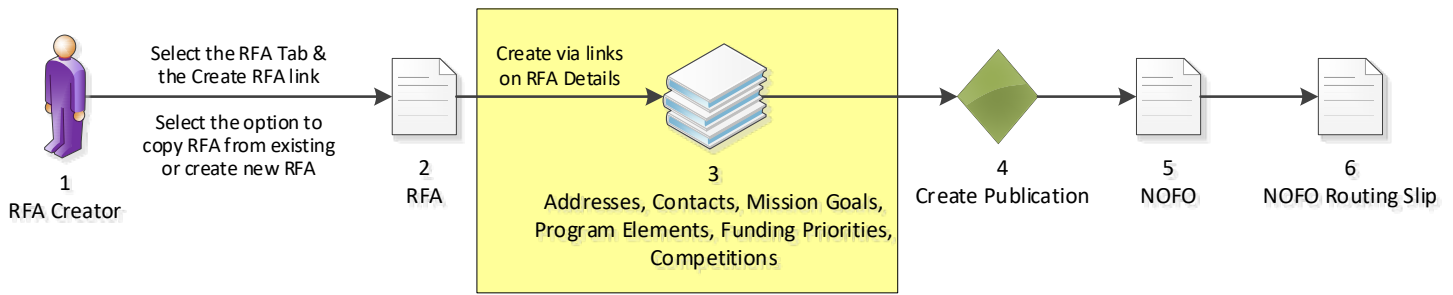 Select the RFA Tab &
the Create RFA link
Select the option to
copy RFA from existing
or create new RFA
1
RFA Creator
2
RFA
Create via links
on RFA Details
3
Addresses, Contacts, Mission Goals,
Program Elements, Funding Priorities,
Competitions
4
Create Publication
5
NOFO
6
NOFO Routing Slip